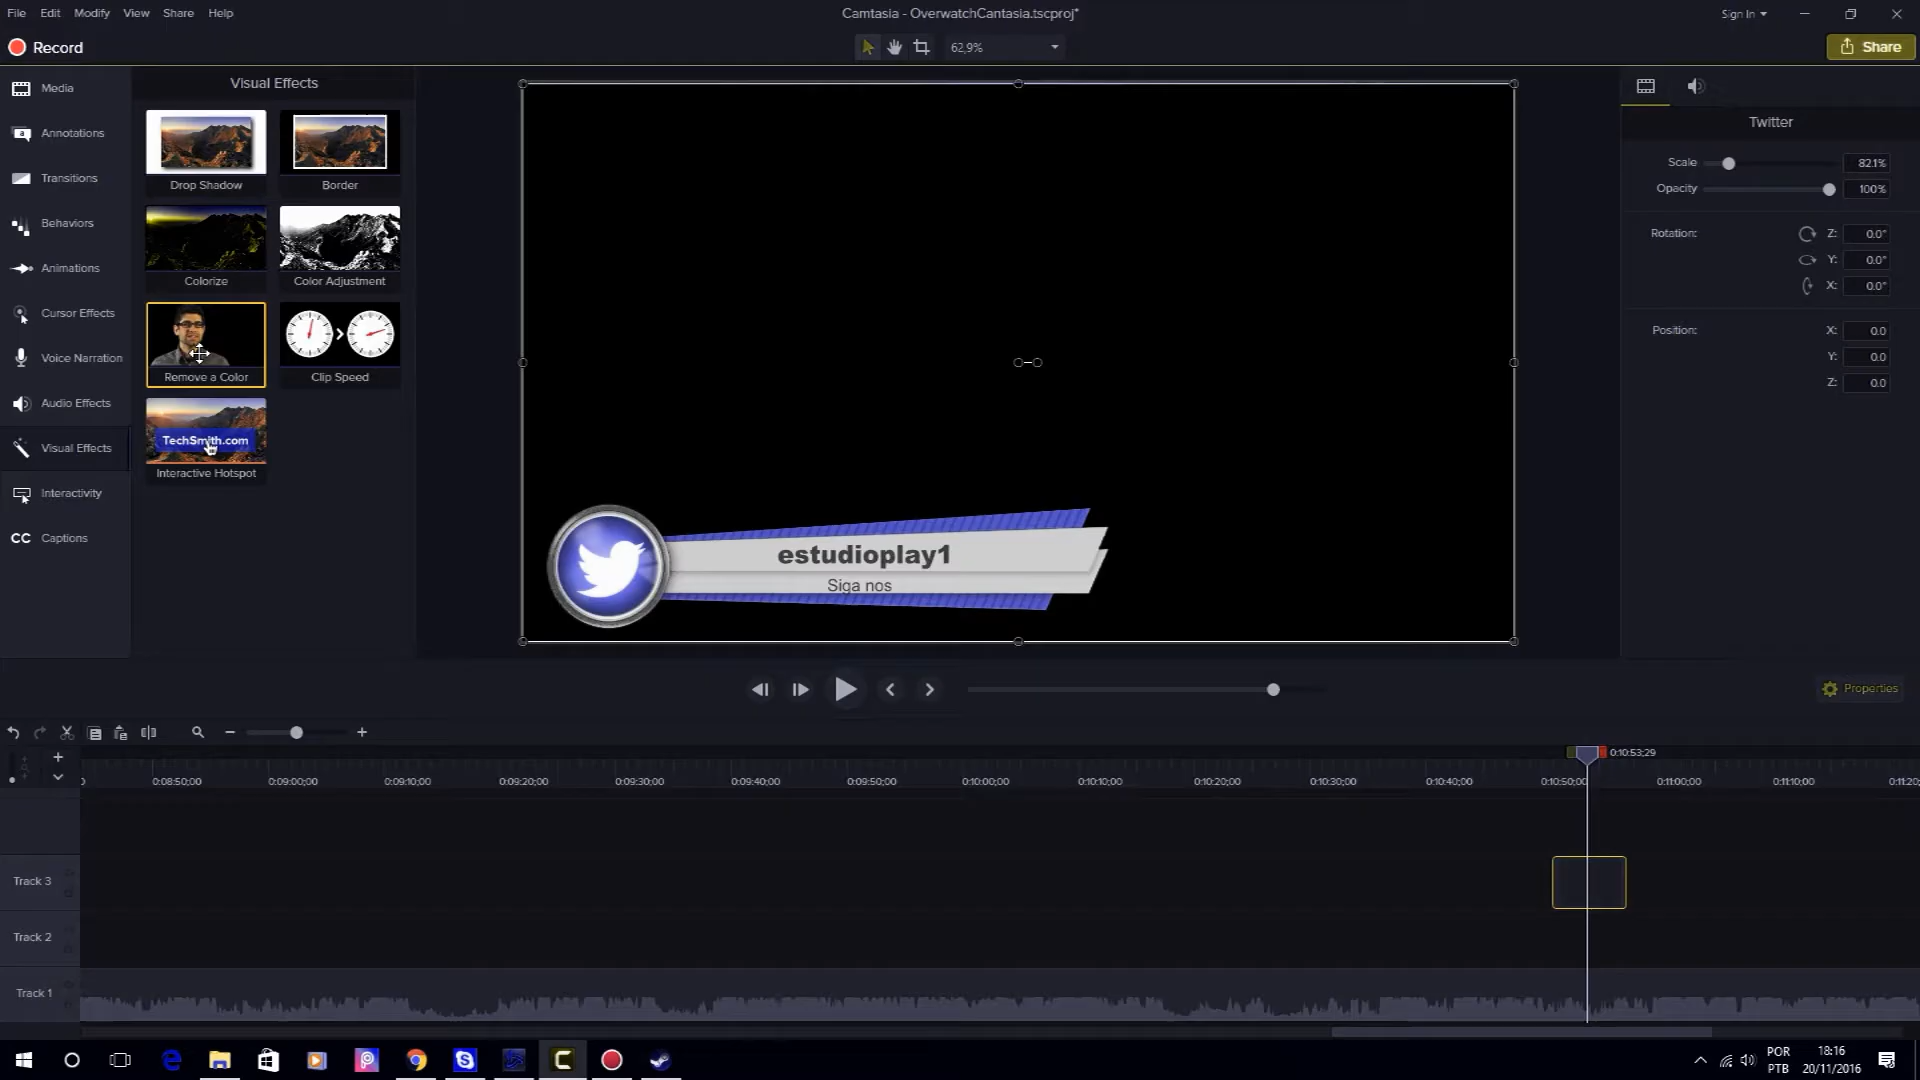 File Edit Modify View Share Help
Camtasia - OverwatchCantasia.tscproj*
Sign In
Record
62,9%
Share
Media
Annotations
Transitions
Behaviors
Animations
Cursor Effects
Voice Narration
Audio Effects
Visual Effects
Interactivity
CC Captions
Visual Effects
Drop Shadow
Border
Colorize
Color Adjustment
Remove a Color
Clip Speed
TechSmith.com
Interactive Hotspot
estudioplay1
Siga nos
Twitter
Scale 82.1%
Opacity 100%
Rotation: Z: 0.0°
Y: 0.0°
X: 0.0°
Position: X: 0.0
Y: 0.0
Z: 0.0
Properties
0:10:53;29
0:08:50;00 0:09:00;00 0:09:10;00 0:09:20;00 0:09:30;00 0:09:40;00 0:09:50;00 0:10:00;00 0:10:10;00 0:10:20;00 0:10:30;00 0:10:40;00 0:10:50;00 0:11:00;00 0:11:10;00 0:11:20
Track 3
Track 2
Track 1
POR
PTB
18:16
20/11/2016